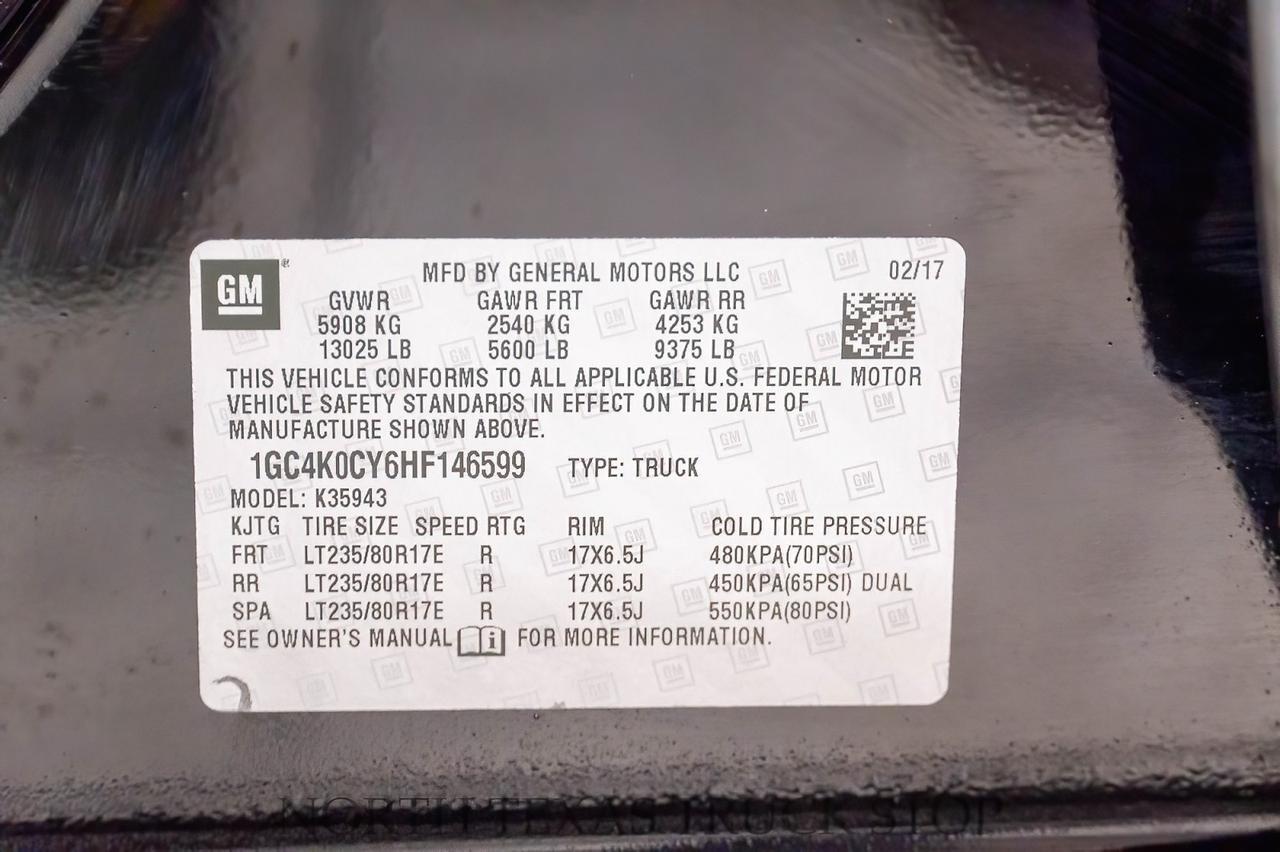 GM
MFD BY GENERAL MOTORS LLC 02/17
GVWR GAWR FRT GAWR RR
5908 KG 2540 KG 4253 KG
13025 LB 5600 LB 9375 LB
THIS VEHICLE CONFORMS TO ALL APPLICABLE U.S. FEDERAL MOTOR
VEHICLE SAFETY STANDARDS IN EFFECT ON THE DATE OF
MANUFACTURE SHOWN ABOVE.
1GC4K0CY6HF146599 TYPE: TRUCK
MODEL: K35943
KJTG TIRE SIZE SPEED RTG RIM COLD TIRE PRESSURE
FRT LT235/80R17E R 17X6.5J 480KPA(70PSI)
RR LT235/80R17E R 17X6.5J 450KPA(65PSI) DUAL
SPA LT235/80R17E R 17X6.5J 550KPA(80PSI)
SEE OWNER'S MANUAL i FOR MORE INFORMATION.
NORTH TEXAS TRUCK STOP